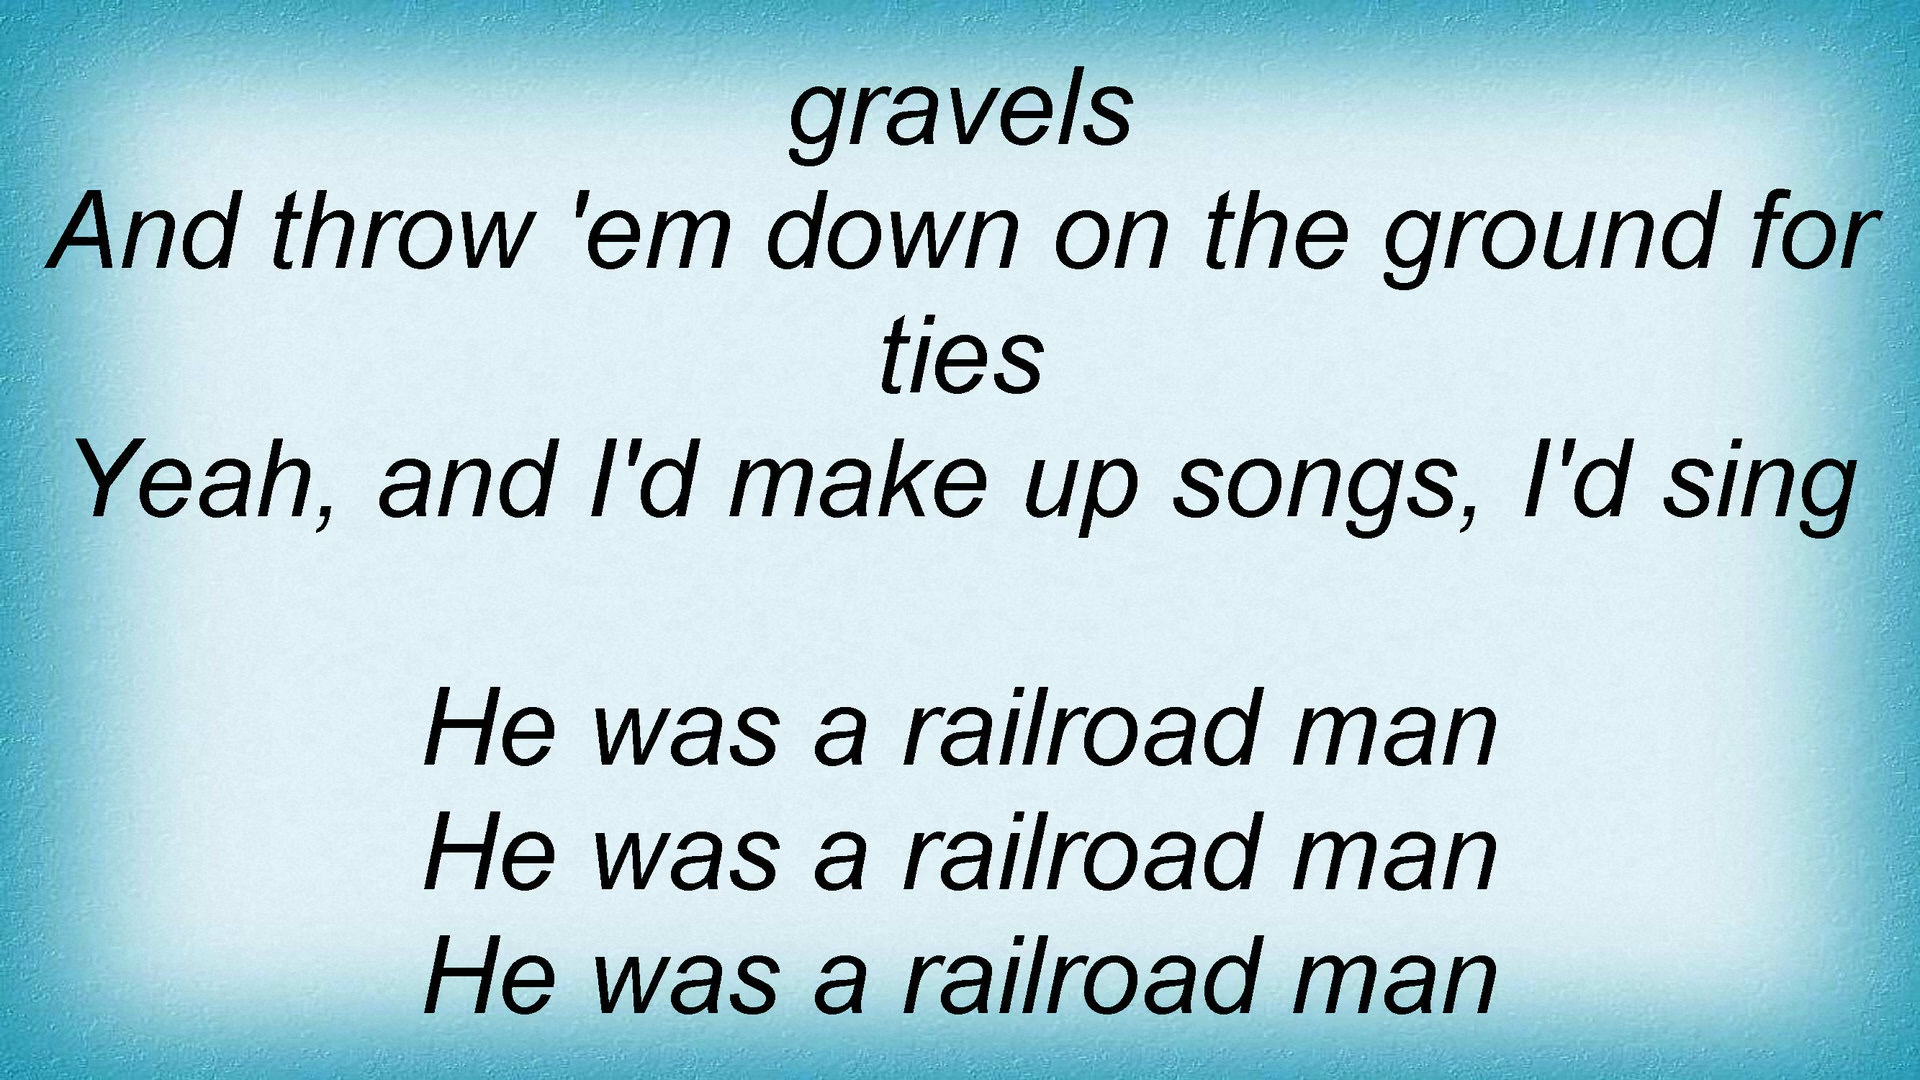 gravels
And throw 'em down on the ground for
ties
Yeah, and I'd make up songs, I'd sing
He was a railroad man
He was a railroad man
He was a railroad man